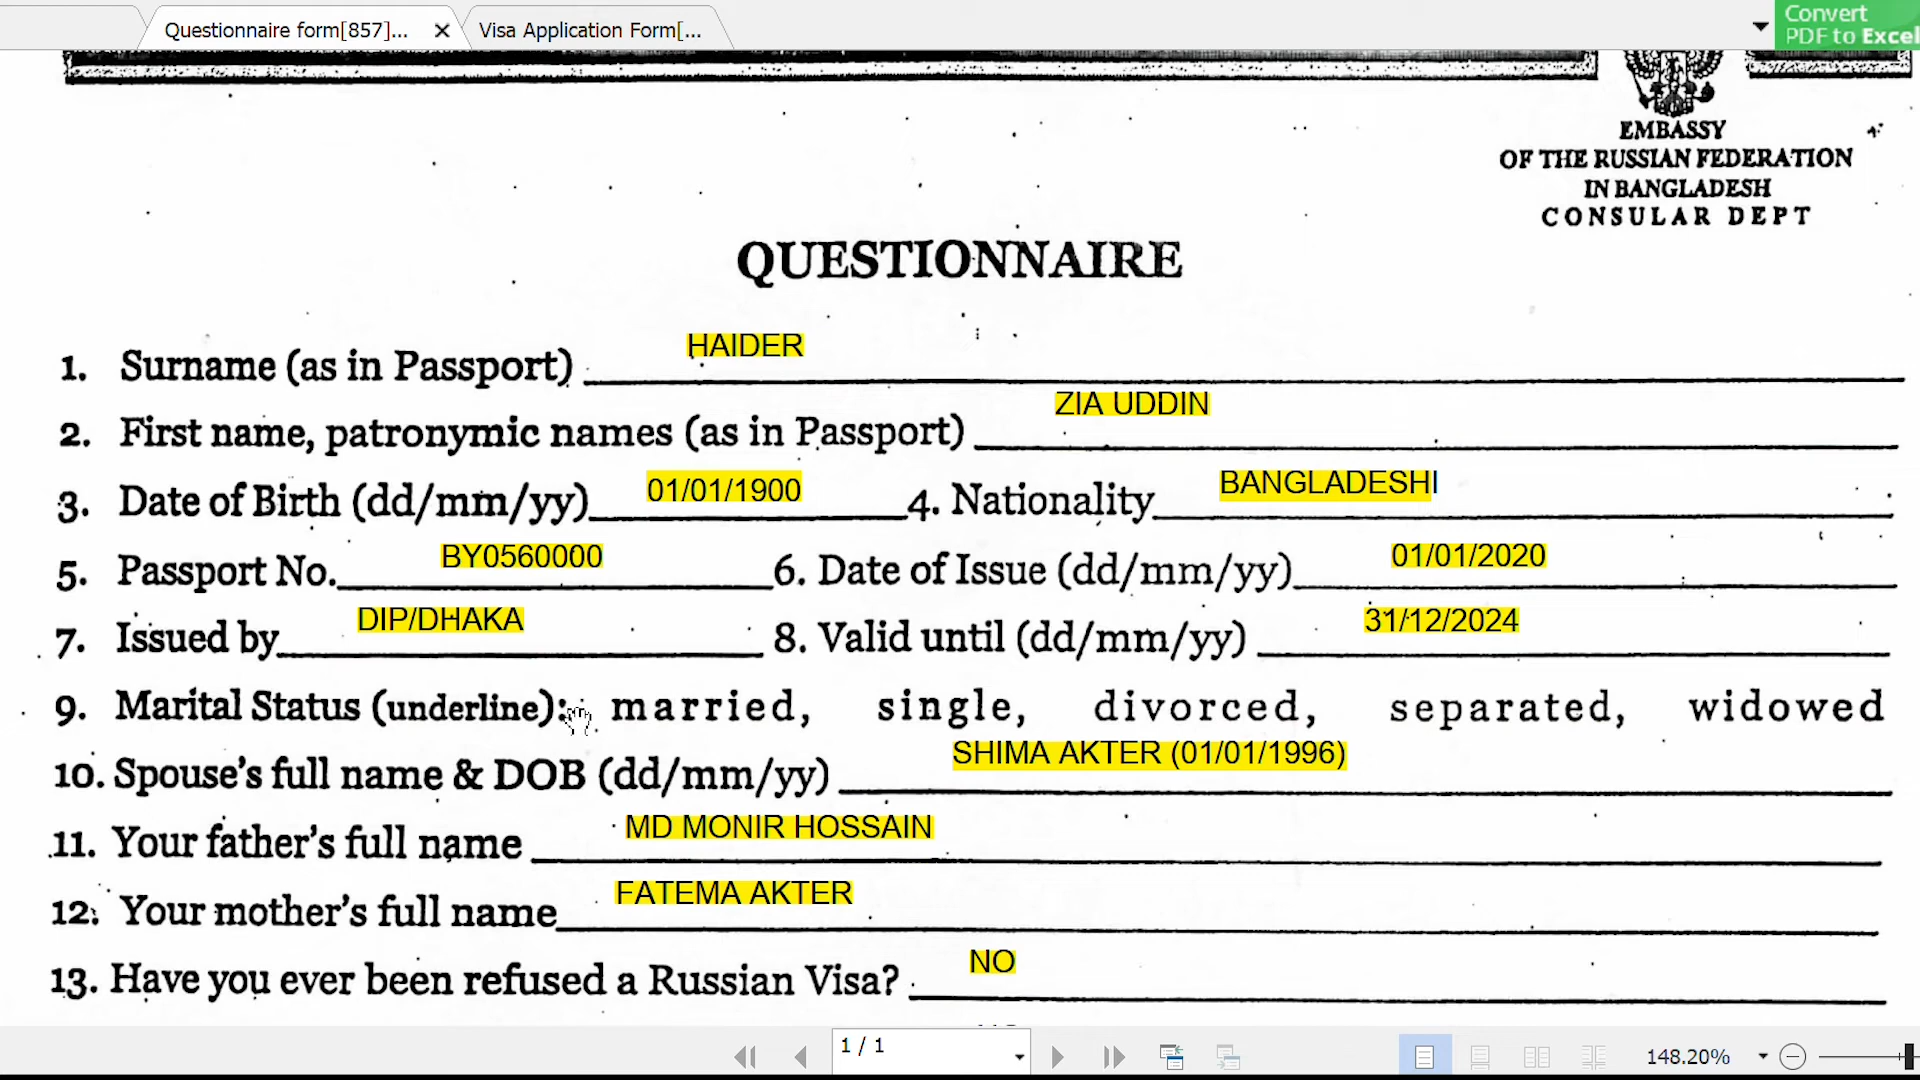 Questionnaire form[857]... Visa Application Form[...
Convert
PDF to Excel
EMBASSY
OF THE RUSSIAN FEDERATION
IN BANGLADESH
CONSULAR DEPT
QUESTIONNAIRE
1. Surname (as in Passport) HAIDER
2. First name, patronymic names (as in Passport) ZIA UDDIN
3. Date of Birth (dd/mm/yy) 01/01/1900 4. Nationality BANGLADESHI
5. Passport No. BY0560000 6. Date of Issue (dd/mm/yy) 01/01/2020
7. Issued by DIP/DHAKA 8. Valid until (dd/mm/yy) 31/12/2024
9. Marital Status (underline): married, single, divorced, separated, widowed
10. Spouse's full name & DOB (dd/mm/yy) SHIMA AKTER (01/01/1996)
11. Your father's full name MD MONIR HOSSAIN
12. Your mother's full name FATEMA AKTER
13. Have you ever been refused a Russian Visa? NO
1 / 1 148.20%